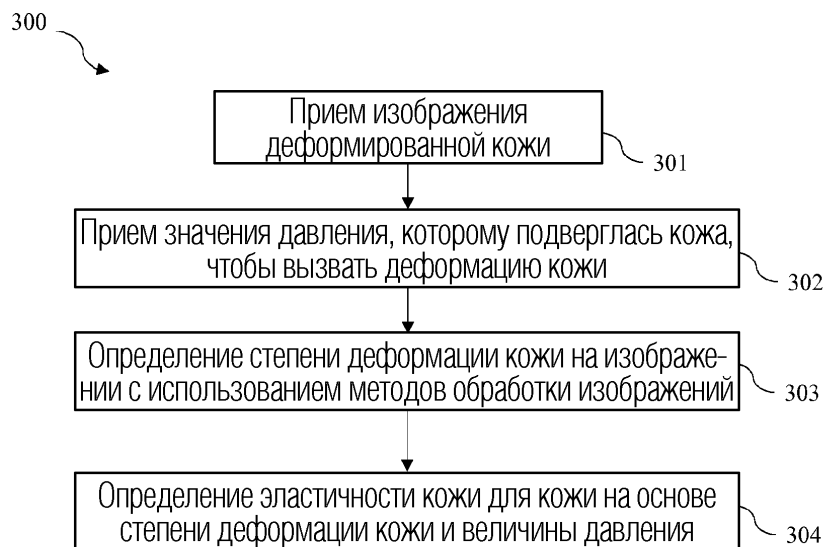 300
Прием изображения
деформированной кожи
301
Прием значения давления, которому подверглась кожа,
чтобы вызвать деформацию кожи
302
Определение степени деформации кожи на изображе-
нии с использованием методов обработки изображений
303
Определение эластичности кожи для кожи на основе
степени деформации кожи и величины давления
304